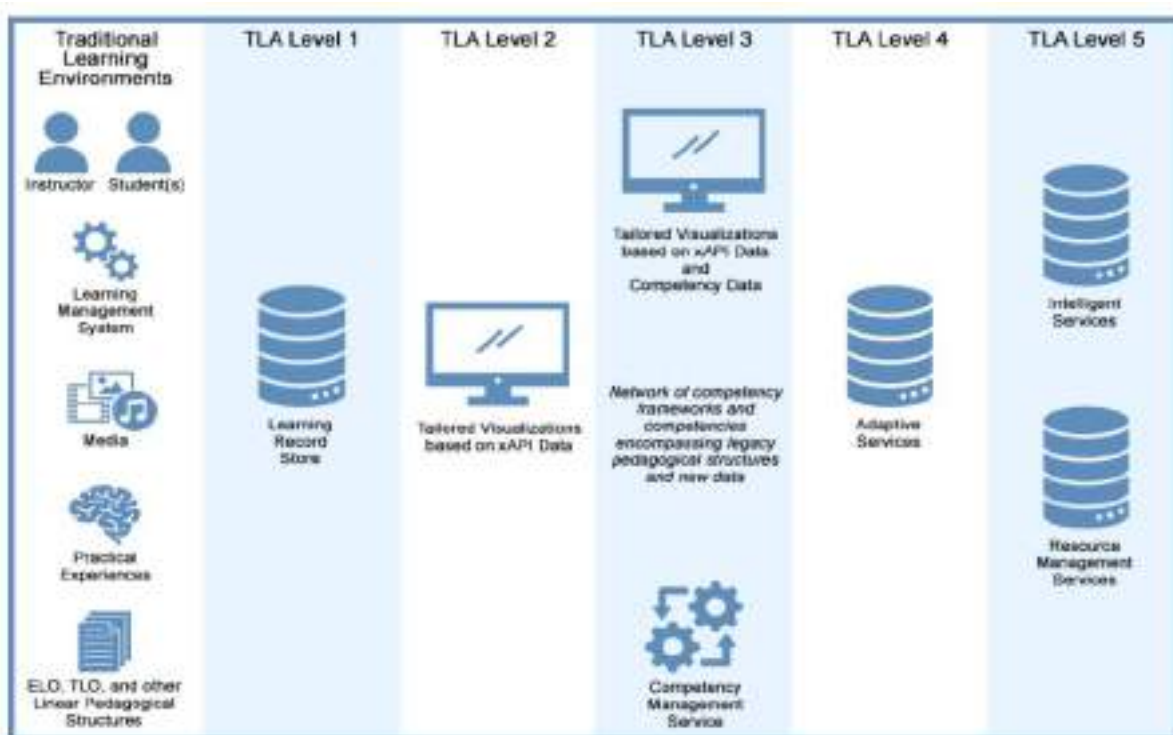 Traditional
Learning
Environments
Instructor
Student(s)
Learning
Management
System
Media
Practical
Experiences
ELO, TLO, and other
Linear Pedagogical
Structures
TLA Level 1
Learning
Record
Store
TLA Level 2
Tailored Visualizations
based on xAPI Data
TLA Level 3
Tailored Visualizations
based on xAPI Data
and
Competency Data
Network of competency
frameworks and
competencies
encompassing legacy
pedagogical structures
and new data
Competency
Management
Service
TLA Level 4
Adaptive
Services
TLA Level 5
Intelligent
Services
Resource
Management
Services